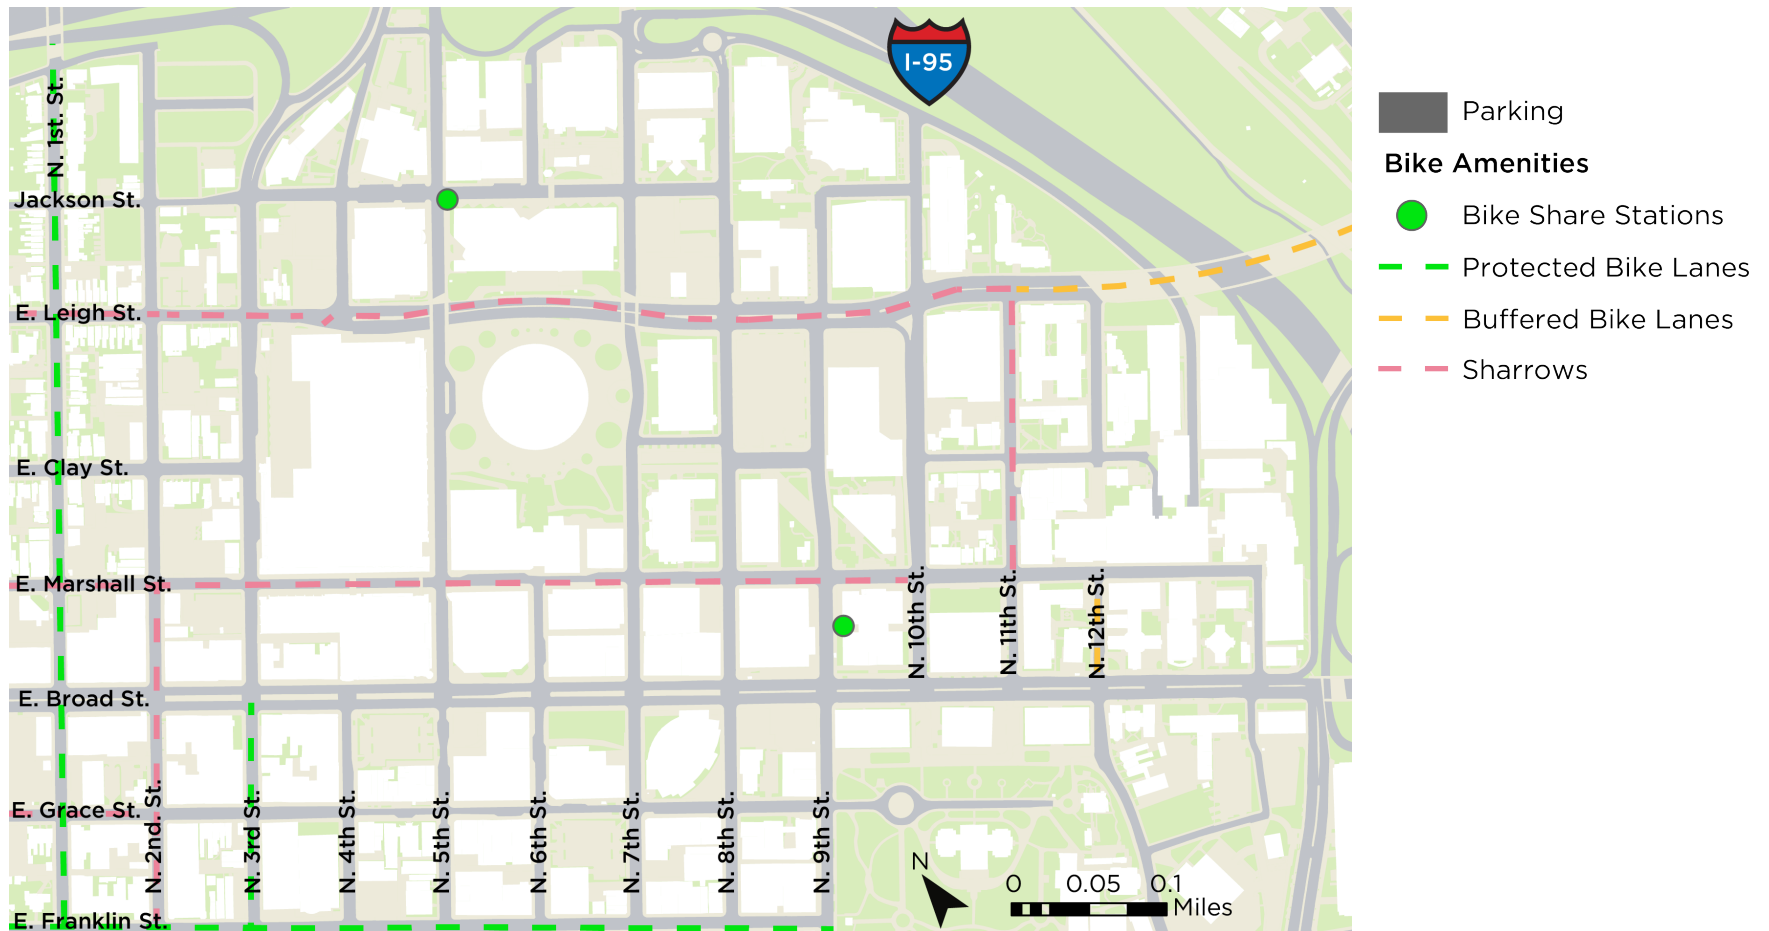 I-95
N. 1st. St.
Jackson St.
E. Leigh St.
E. Clay St.
E. Marshall St.
N. 10th St.
N. 11th St.
N. 12th St.
E. Broad St.
E. Grace St.
N. 2nd. St.
N. 3rd St.
N. 4th St.
N. 5th St.
N. 6th St.
N. 7th St.
N. 8th St.
N. 9th St.
E. Franklin St.
N
0 0.05 0.1
Miles
Parking
Bike Amenities
Bike Share Stations
Protected Bike Lanes
Buffered Bike Lanes
Sharrows